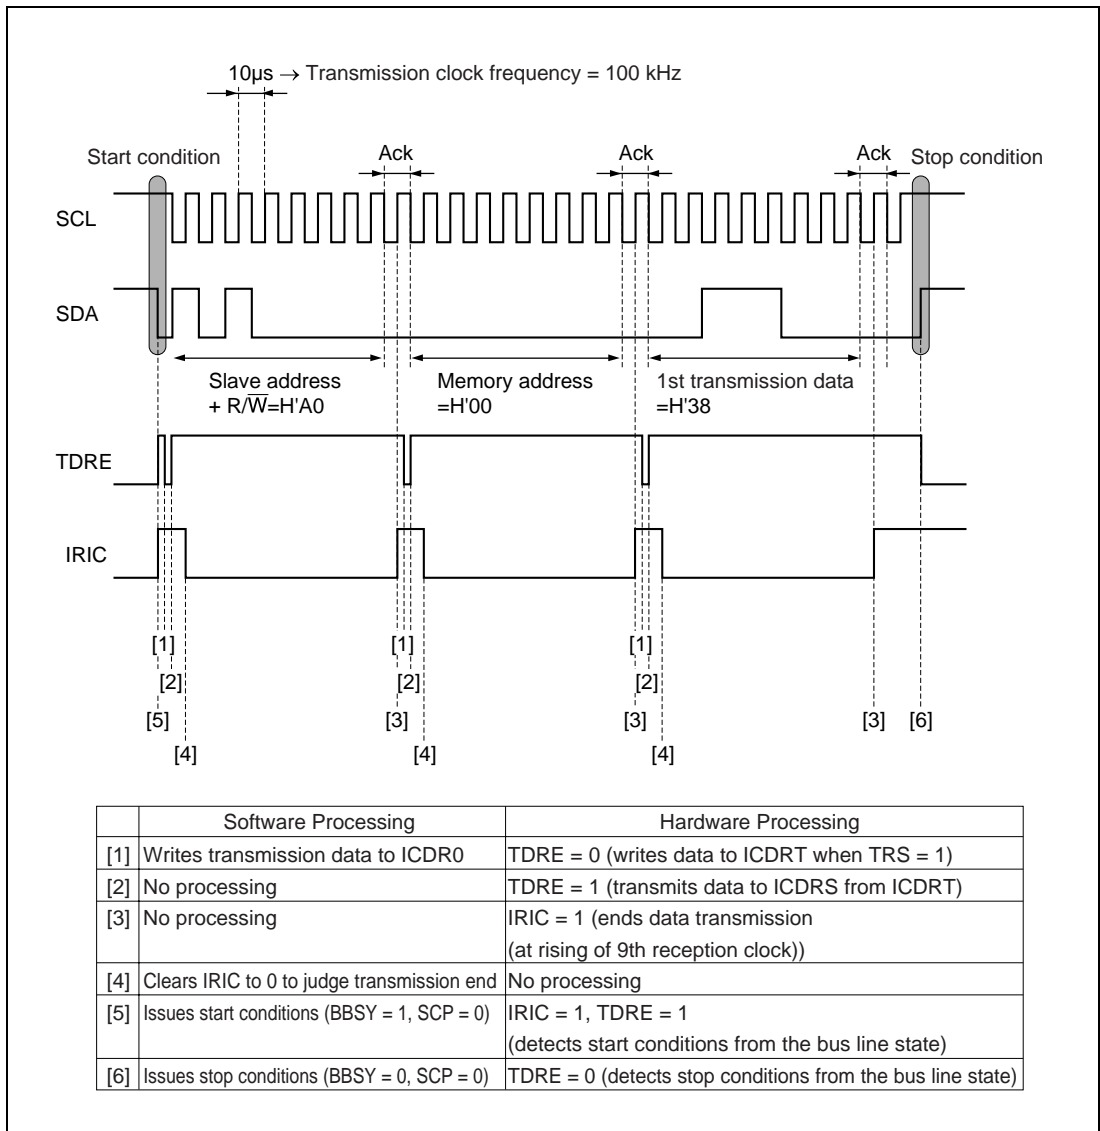 10µs → Transmission clock frequency = 100 kHz
Start condition Ack Ack Ack Stop condition
SCL
SDA
Slave address Memory address 1st transmission data
+ R/W̅=H'A0 =H'00 =H'38
TDRE
IRIC
[1] [1] [1]
[2] [2] [2]
[5] [3] [3] [3] [6]
[4] [4] [4]
Software Processing Hardware Processing
[1] Writes transmission data to ICDR0 TDRE = 0 (writes data to ICDRT when TRS = 1)
[2] No processing TDRE = 1 (transmits data to ICDRS from ICDRT)
[3] No processing IRIC = 1 (ends data transmission
(at rising of 9th reception clock))
[4] Clears IRIC to 0 to judge transmission end No processing
[5] Issues start conditions (BBSY = 1, SCP = 0) IRIC = 1, TDRE = 1
(detects start conditions from the bus line state)
[6] Issues stop conditions (BBSY = 0, SCP = 0) TDRE = 0 (detects stop conditions from the bus line state)